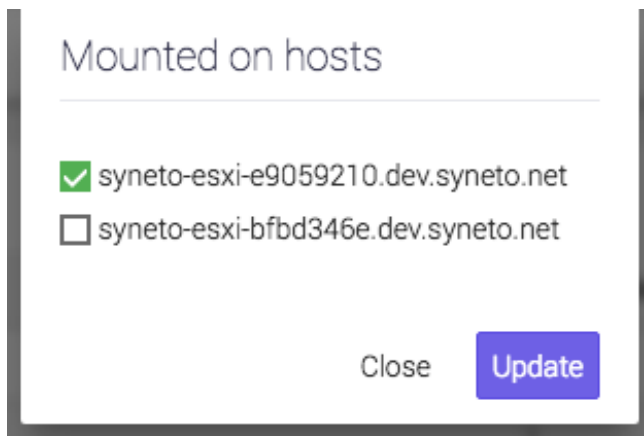 Mounted on hosts
syneto-esxi-e9059210.dev.syneto.net
syneto-esxi-bfbd346e.dev.syneto.net
Close Update